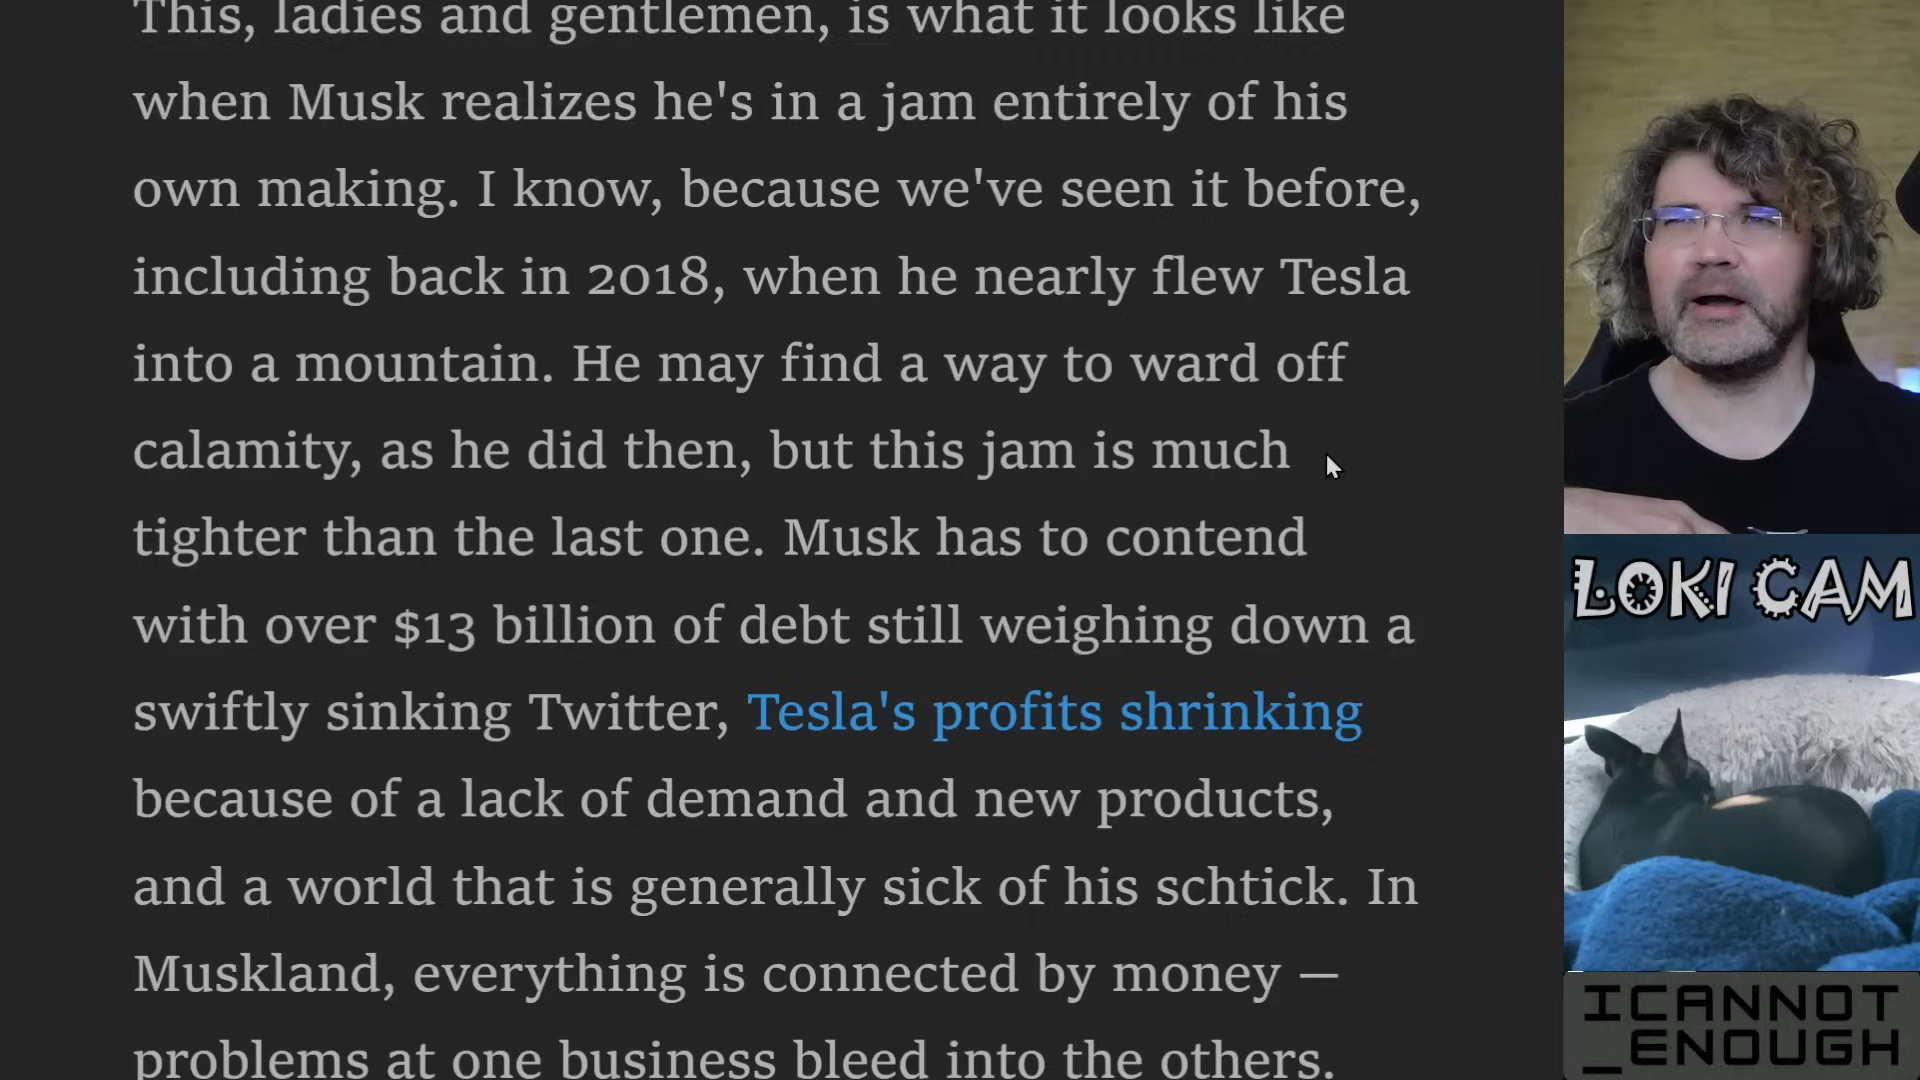 This, ladies and gentlemen, is what it looks like
when Musk realizes he's in a jam entirely of his
own making. I know, because we've seen it before,
including back in 2018, when he nearly flew Tesla
into a mountain. He may find a way to ward off
calamity, as he did then, but this jam is much
tighter than the last one. Musk has to contend
with over $13 billion of debt still weighing down a
swiftly sinking Twitter, Tesla's profits shrinking
because of a lack of demand and new products,
and a world that is generally sick of his schtick. In
Muskland, everything is connected by money —
problems at one business bleed into the others.
LOKI CAM
ICANNOT
_ENOUGH